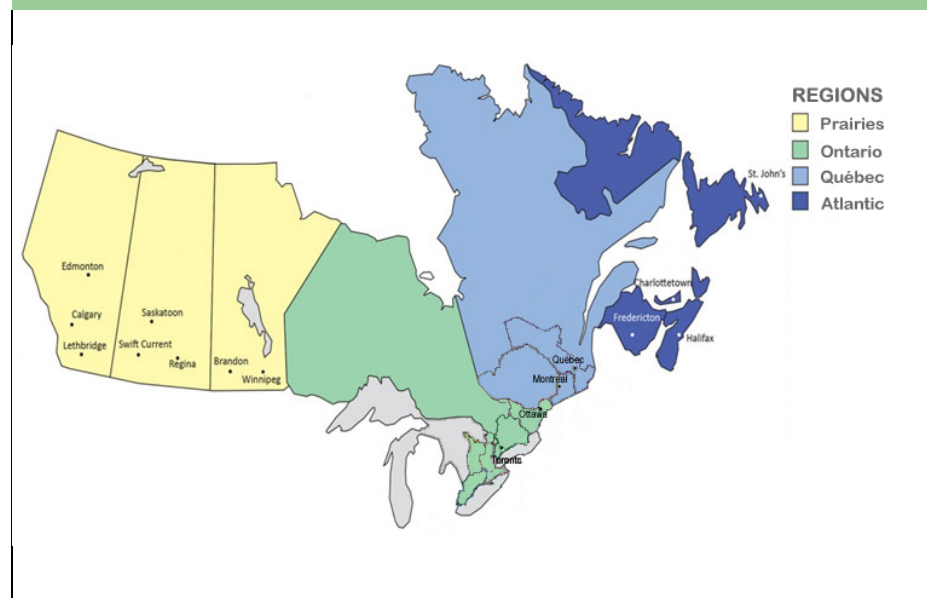 REGIONS
Prairies
Ontario
Québec
Atlantic
St. John's
Edmonton
Charlottetown
Calgary
Saskatoon
Fredericton
Halifax
Lethbridge
Swift Current
Regina
Brandon
Winnipeg
Québec
Montréal
Ottawa
Toronto